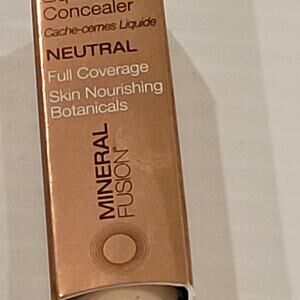 Concealer
Cache-cernes Liquide
NEUTRAL
Full Coverage
Skin Nourishing
Botanicals
MINERAL
FUSION